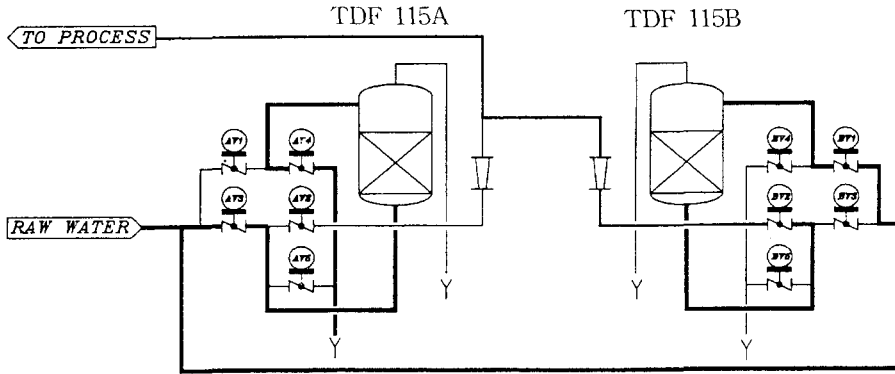 TDF 115A
TDF 115B
TO PROCESS
AV1
AV4
BV4
BV1
AV3
AV2
BV2
BV3
RAW WATER
AV5
BV5
Y
Y
Y
Y